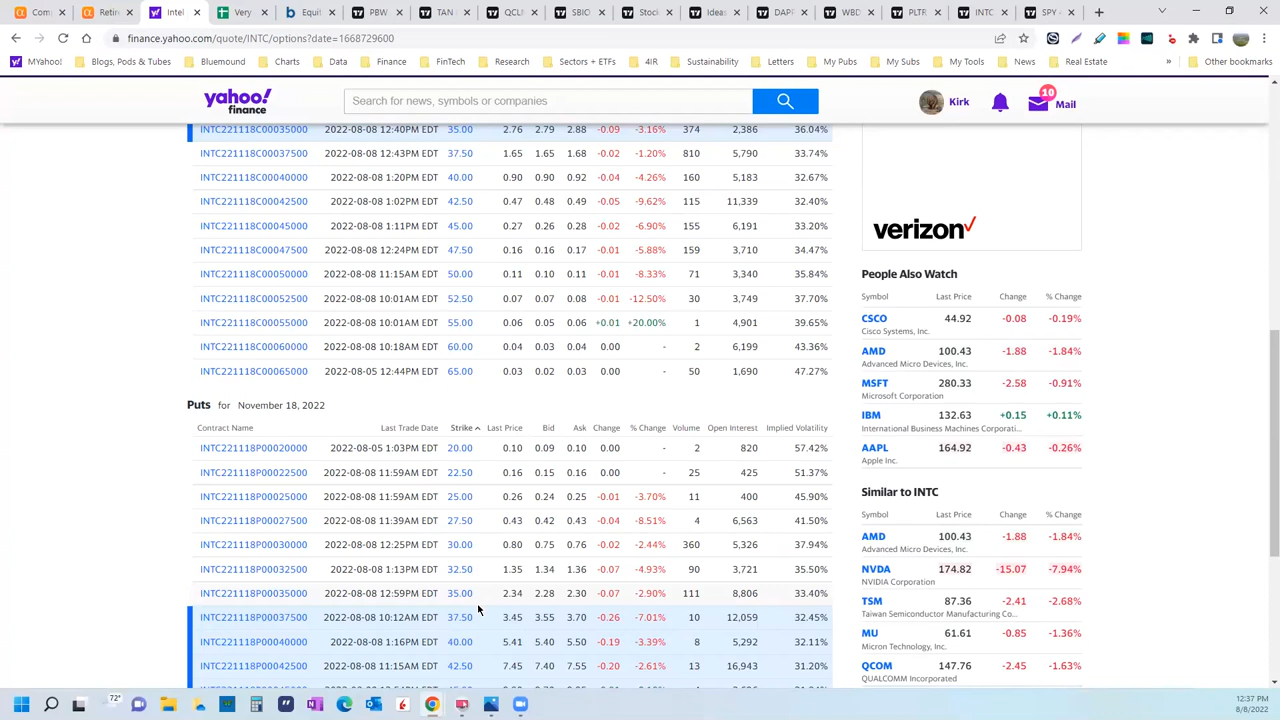 Com
Retire
Intel
Very
Equit
PBW
TAN
QCL
SBIO
Stock
Ideas
DAP
PLTR
INTC
SPY
finance.yahoo.com/quote/INTC/options?date=1668729600
MYahoo! Blogs, Pods & Tubes Bluemound Charts Data Finance FinTech Research Sectors + ETFs 4IR Sustainability Letters My Pubs My Subs My Tools News Real Estate » Other bookmarks
yahoo! finance
Search for news, symbols or companies
Kirk
10
Mail
INTC221118C00035000 2022-08-08 12:40PM EDT 35.00 2.76 2.79 2.88 -0.09 -3.16% 374 2,386 36.04%
INTC221118C00037500 2022-08-08 12:43PM EDT 37.50 1.65 1.65 1.68 -0.02 -1.20% 810 5,790 33.74%
INTC221118C00040000 2022-08-08 1:20PM EDT 40.00 0.90 0.90 0.92 -0.04 -4.26% 160 5,183 32.67%
INTC221118C00042500 2022-08-08 1:02PM EDT 42.50 0.47 0.48 0.49 -0.05 -9.62% 115 11,339 32.40%
INTC221118C00045000 2022-08-08 1:11PM EDT 45.00 0.27 0.26 0.28 -0.02 -6.90% 155 6,191 33.20%
INTC221118C00047500 2022-08-08 12:24PM EDT 47.50 0.16 0.16 0.17 -0.01 -5.88% 159 3,710 34.47%
INTC221118C00050000 2022-08-08 11:15AM EDT 50.00 0.11 0.10 0.11 -0.01 -8.33% 71 3,340 35.84%
INTC221118C00052500 2022-08-08 10:01AM EDT 52.50 0.07 0.07 0.08 -0.01 -12.50% 30 3,749 37.70%
INTC221118C00055000 2022-08-08 10:01AM EDT 55.00 0.06 0.05 0.06 +0.01 +20.00% 1 4,901 39.65%
INTC221118C00060000 2022-08-08 10:18AM EDT 60.00 0.04 0.03 0.04 0.00 - 2 6,199 43.36%
INTC221118C00065000 2022-08-05 12:44PM EDT 65.00 0.03 0.02 0.03 0.00 - 50 1,690 47.27%
Puts for November 18, 2022
Contract Name Last Trade Date Strike Last Price Bid Ask Change % Change Volume Open Interest Implied Volatility
INTC221118P00020000 2022-08-05 1:03PM EDT 20.00 0.10 0.09 0.10 0.00 - 2 820 57.42%
INTC221118P00022500 2022-08-08 11:59AM EDT 22.50 0.16 0.15 0.16 0.00 - 25 425 51.37%
INTC221118P00025000 2022-08-08 11:59AM EDT 25.00 0.26 0.24 0.25 -0.01 -3.70% 11 400 45.90%
INTC221118P00027500 2022-08-08 11:39AM EDT 27.50 0.43 0.42 0.43 -0.04 -8.51% 4 6,563 41.50%
INTC221118P00030000 2022-08-08 12:25PM EDT 30.00 0.80 0.75 0.76 -0.02 -2.44% 360 5,326 37.94%
INTC221118P00032500 2022-08-08 1:13PM EDT 32.50 1.35 1.34 1.36 -0.07 -4.93% 90 3,721 35.50%
INTC221118P00035000 2022-08-08 12:59PM EDT 35.00 2.34 2.28 2.30 -0.07 -2.90% 111 8,806 33.40%
INTC221118P00037500 2022-08-08 10:12AM EDT 37.50 3.45 3.55 3.70 -0.26 -7.01% 10 12,059 32.45%
INTC221118P00040000 2022-08-08 1:16PM EDT 40.00 5.41 5.40 5.50 -0.19 -3.39% 8 5,292 32.11%
INTC221118P00042500 2022-08-08 11:15AM EDT 42.50 7.45 7.40 7.55 -0.20 -2.61% 13 16,943 31.20%
verizon✓
People Also Watch
Symbol Last Price Change % Change
CSCO 44.92 -0.08 -0.19%
Cisco Systems, Inc.
AMD 100.43 -1.88 -1.84%
Advanced Micro Devices, Inc.
MSFT 280.33 -2.58 -0.91%
Microsoft Corporation
IBM 132.63 +0.15 +0.11%
International Business Machines Corporati...
AAPL 164.92 -0.43 -0.26%
Apple Inc.
Similar to INTC
Symbol Last Price Change % Change
AMD 100.43 -1.88 -1.84%
Advanced Micro Devices, Inc.
NVDA 174.82 -15.07 -7.94%
NVIDIA Corporation
TSM 87.36 -2.41 -2.68%
Taiwan Semiconductor Manufacturing Co...
MU 61.61 -0.85 -1.36%
Micron Technology, Inc.
QCOM 147.76 -2.45 -1.63%
QUALCOMM Incorporated
72°
12:37 PM
8/8/2022